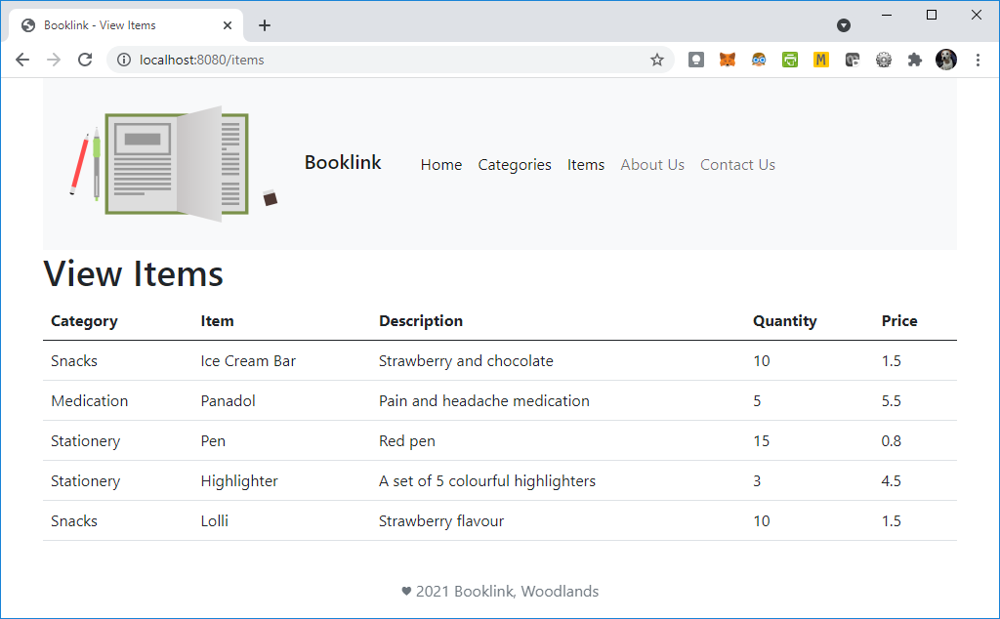 Booklink - View Items
localhost:8080/items
M
Booklink Home Categories Items About Us Contact Us
View Items
Category Item Description Quantity Price
Snacks Ice Cream Bar Strawberry and chocolate 10 1.5
Medication Panadol Pain and headache medication 5 5.5
Stationery Pen Red pen 15 0.8
Stationery Highlighter A set of 5 colourful highlighters 3 4.5
Snacks Lolli Strawberry flavour 10 1.5
♥ 2021 Booklink, Woodlands